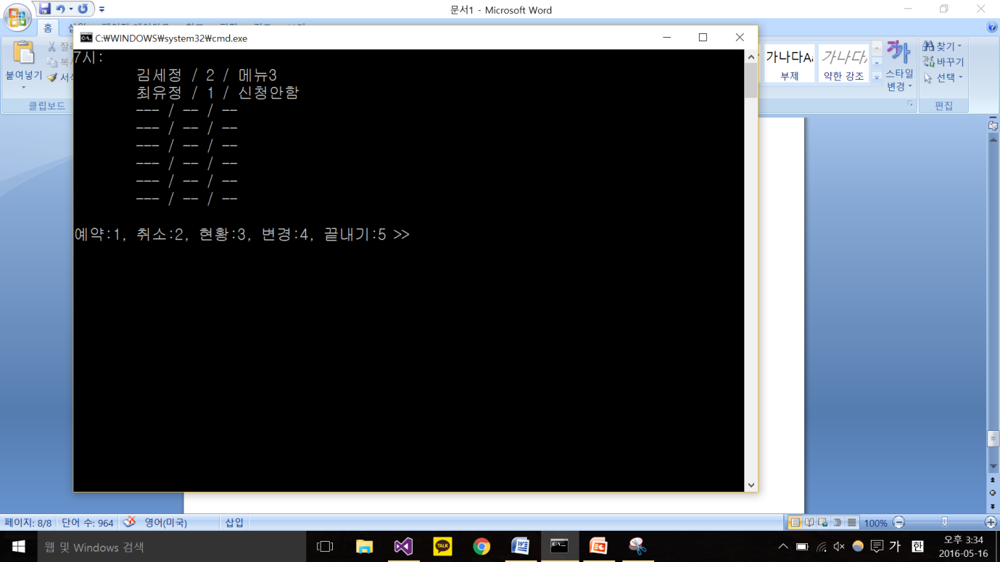 문서1 - Microsoft Word
홈
C:₩WINDOWS₩system32₩cmd.exe
붙여넣기
클립보드
가나다Aa
가나다,
부제
약한 강조
가
스타일
변경
찾기
바꾸기
선택
편집
7시:
김세정 / 2 / 메뉴3
최유정 / 1 / 신청안함
--- / -- / --
--- / -- / --
--- / -- / --
--- / -- / --
--- / -- / --
--- / -- / --
예약:1, 취소:2, 현황:3, 변경:4, 끝내기:5 >>
페이지: 8/8 단어 수: 964 영어(미국) 삽입 100%
웹 및 Windows 검색
TALK
가 한
오후 3:34
2016-05-16